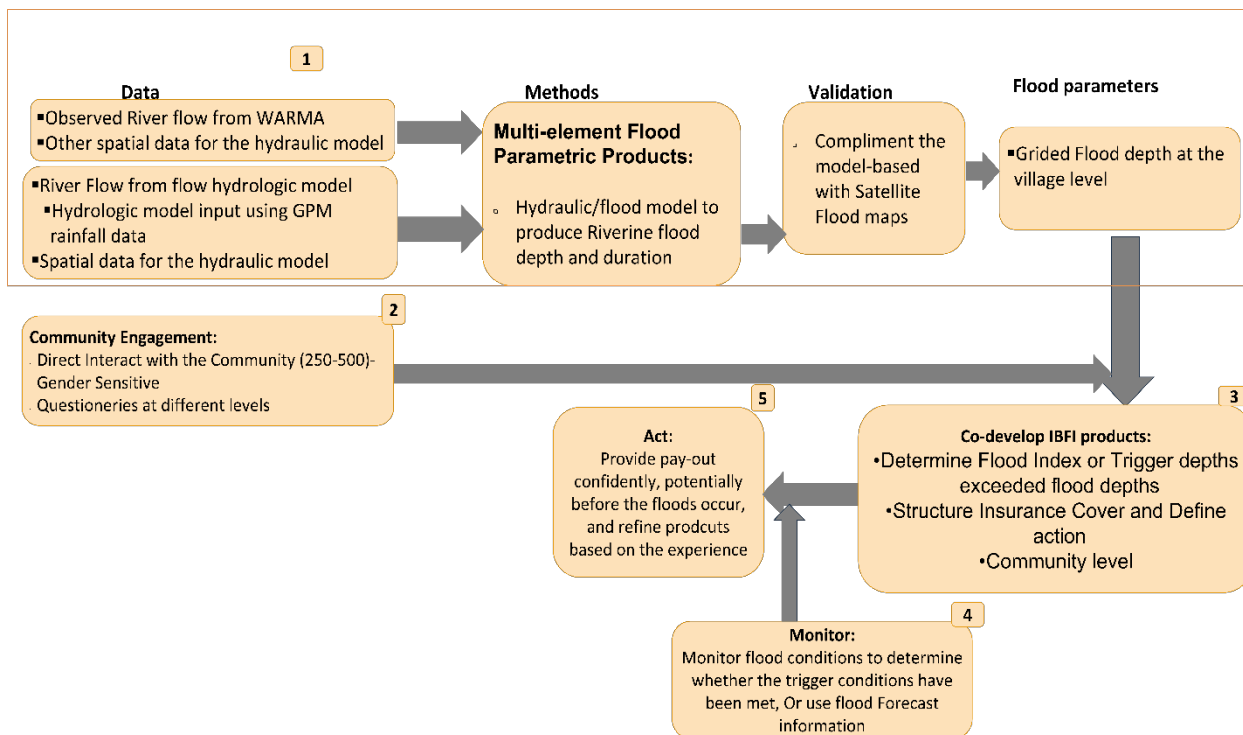 1
Data
▪Observed River flow from WARMA
▪Other spatial data for the hydraulic model
▪River Flow from flow hydrologic model
▪Hydrologic model input using GPM
rainfall data
▪Spatial data for the hydraulic model
Methods
Multi-element Flood
Parametric Products:
Hydraulic/flood model to
produce Riverine flood
depth and duration
Validation
Compliment the
model-based
with Satellite
Flood maps
Flood parameters
▪Grided Flood depth at the
village level
2
Community Engagement:
. Direct Interact with the Community (250-500)-
Gender Sensitive
. Questioneries at different levels
3
Co-develop IBFI products:
•Determine Flood Index or Trigger depths
exceeded flood depths
•Structure Insurance Cover and Define
action
•Community level
4
Monitor:
Monitor flood conditions to determine
whether the trigger conditions have
been met, Or use flood Forecast
information
5
Act:
Provide pay-out
confidently, potentially
before the floods occur,
and refine prodcuts
based on the experience